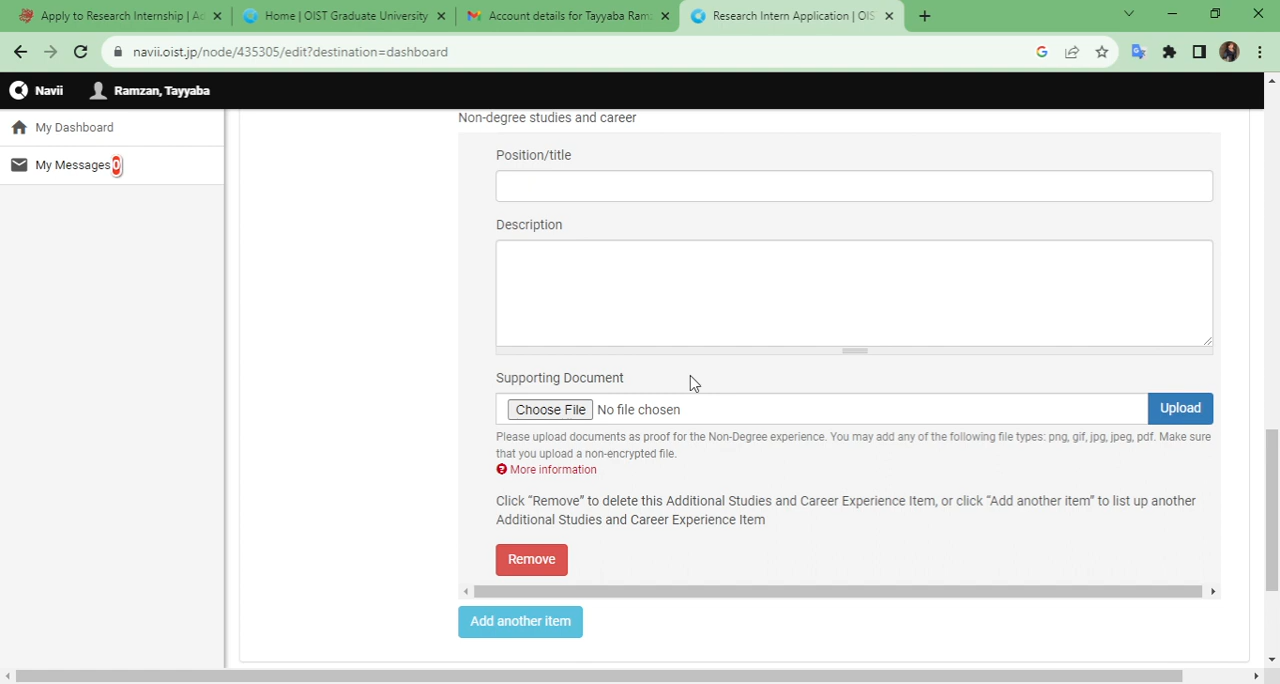 Apply to Research Internship | Ad
Home | OIST Graduate University
Account details for Tayyaba Ramz
Research Intern Application | OIS
navii.oist.jp/node/435305/edit?destination=dashboard
Navii
Ramzan, Tayyaba
My Dashboard
My Messages 0
Non-degree studies and career
Position/title
Description
Supporting Document
Choose File No file chosen
Upload
Please upload documents as proof for the Non-Degree experience. You may add any of the following file types: png, gif, jpg, jpeg, pdf. Make sure
that you upload a non-encrypted file.
More information
Click “Remove” to delete this Additional Studies and Career Experience Item, or click “Add another item” to list up another
Additional Studies and Career Experience Item
Remove
Add another item